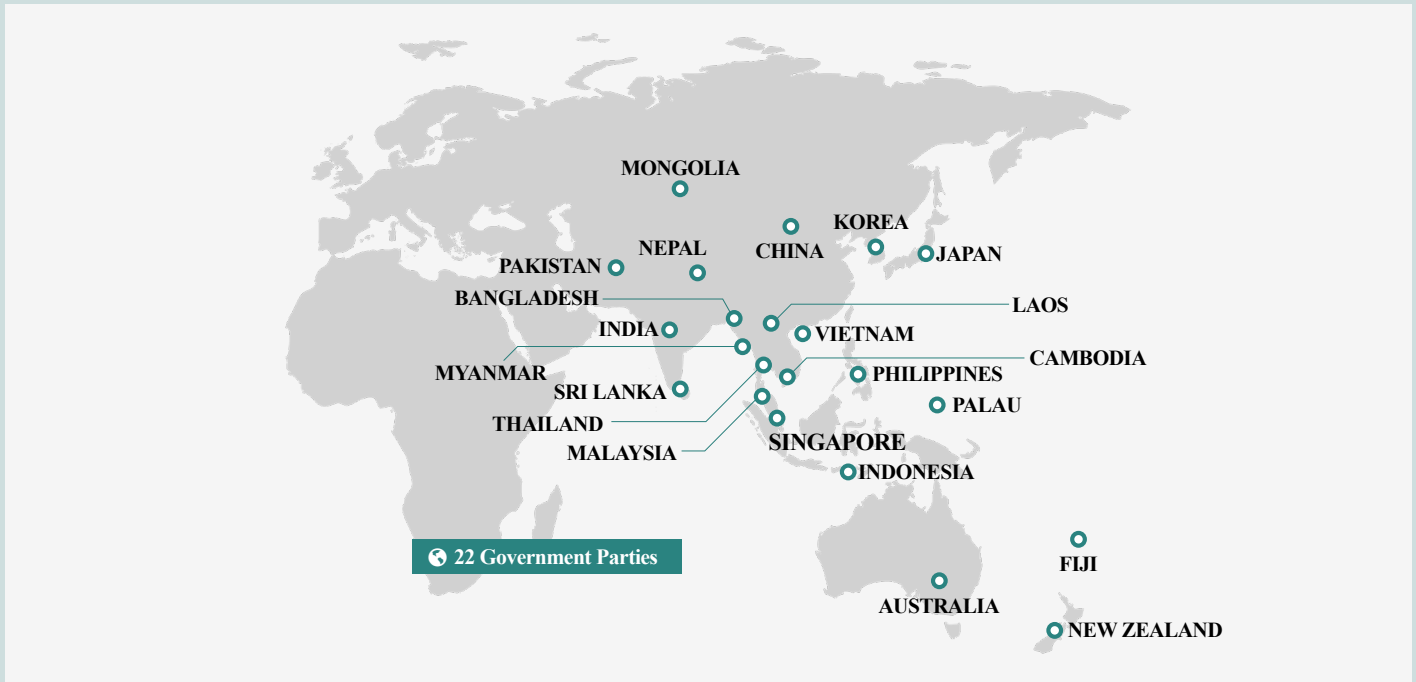 MONGOLIA
KOREA
NEPAL
CHINA
JAPAN
PAKISTAN
BANGLADESH
LAOS
INDIA
VIETNAM
CAMBODIA
MYANMAR
PHILIPPINES
SRI LANKA
PALAU
THAILAND
SINGAPORE
MALAYSIA
INDONESIA
22 Government Parties
FIJI
AUSTRALIA
NEW ZEALAND